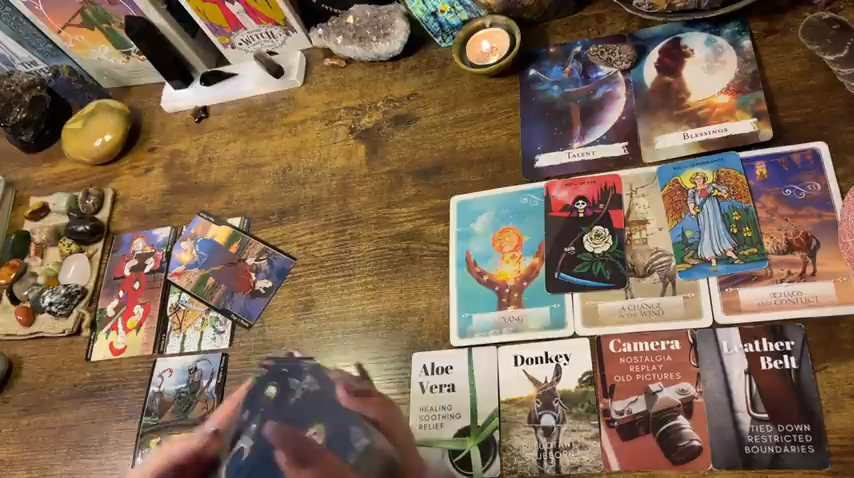 WITCH
TALENT
BLESSINGS
YANG
A CHANGE
IN THE WIND
CHAOS
AND CONFLICT
Aloe
Vera
HEALING
SOOTHING
RELIEF
Donkey
Camera
NOSTALGIA
REPLAY
OLD PICTURES
Leather
Belt
TIED DOWN
RESTRICTED
BOUNDARIES